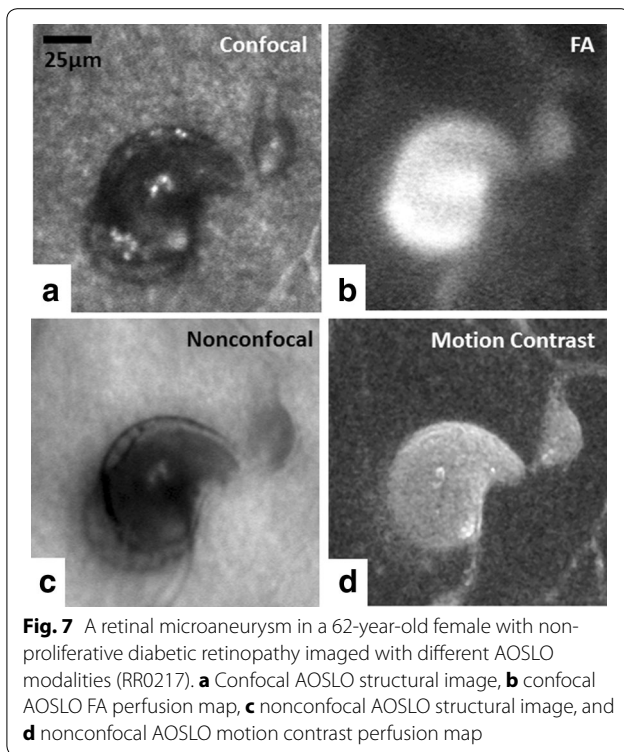 Confocal
25µm
a
FA
b
Nonconfocal
c
Motion Contrast
d
Fig. 7 A retinal microaneurysm in a 62-year-old female with non-
proliferative diabetic retinopathy imaged with different AOSLO
modalities (RR0217). a Confocal AOSLO structural image, b confocal
AOSLO FA perfusion map, c nonconfocal AOSLO structural image, and
d nonconfocal AOSLO motion contrast perfusion map